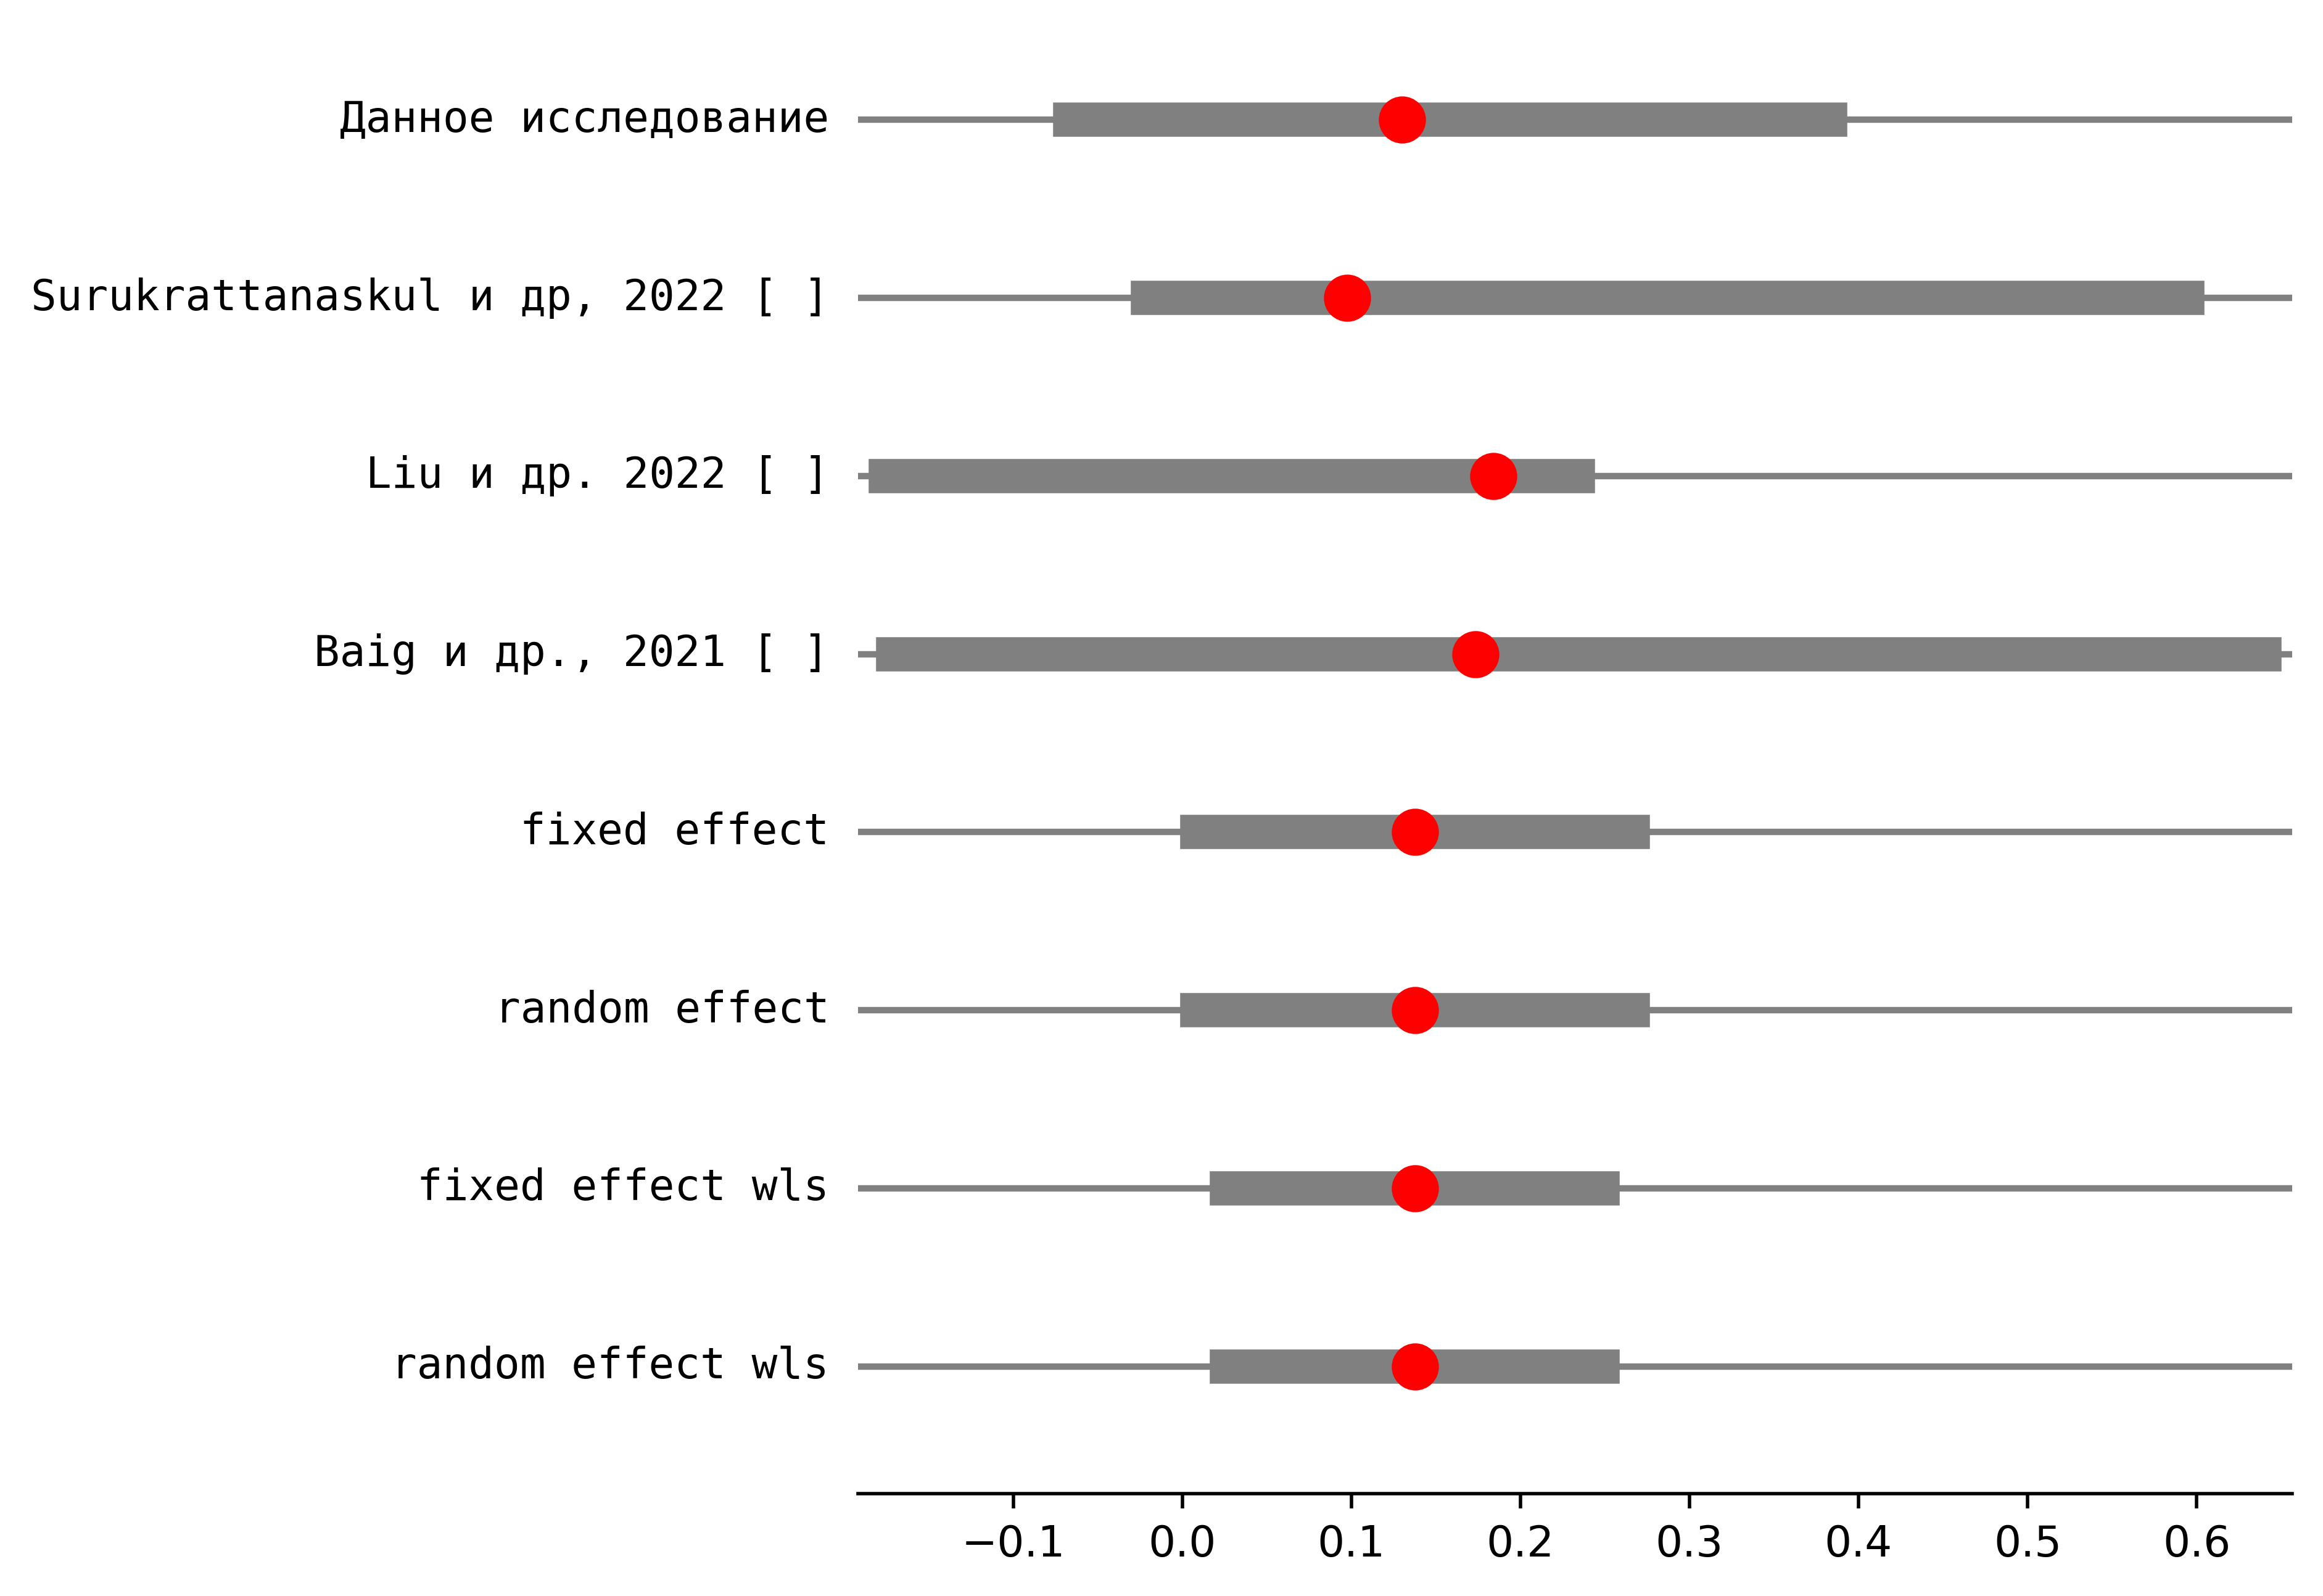 Данное исследование
Surukrattanaskul и др, 2022 [ ]
Liu и др. 2022 [ ]
Baig и др., 2021 [ ]
fixed effect
random effect
fixed effect wls
random effect wls
−0.1 0.0 0.1 0.2 0.3 0.4 0.5 0.6